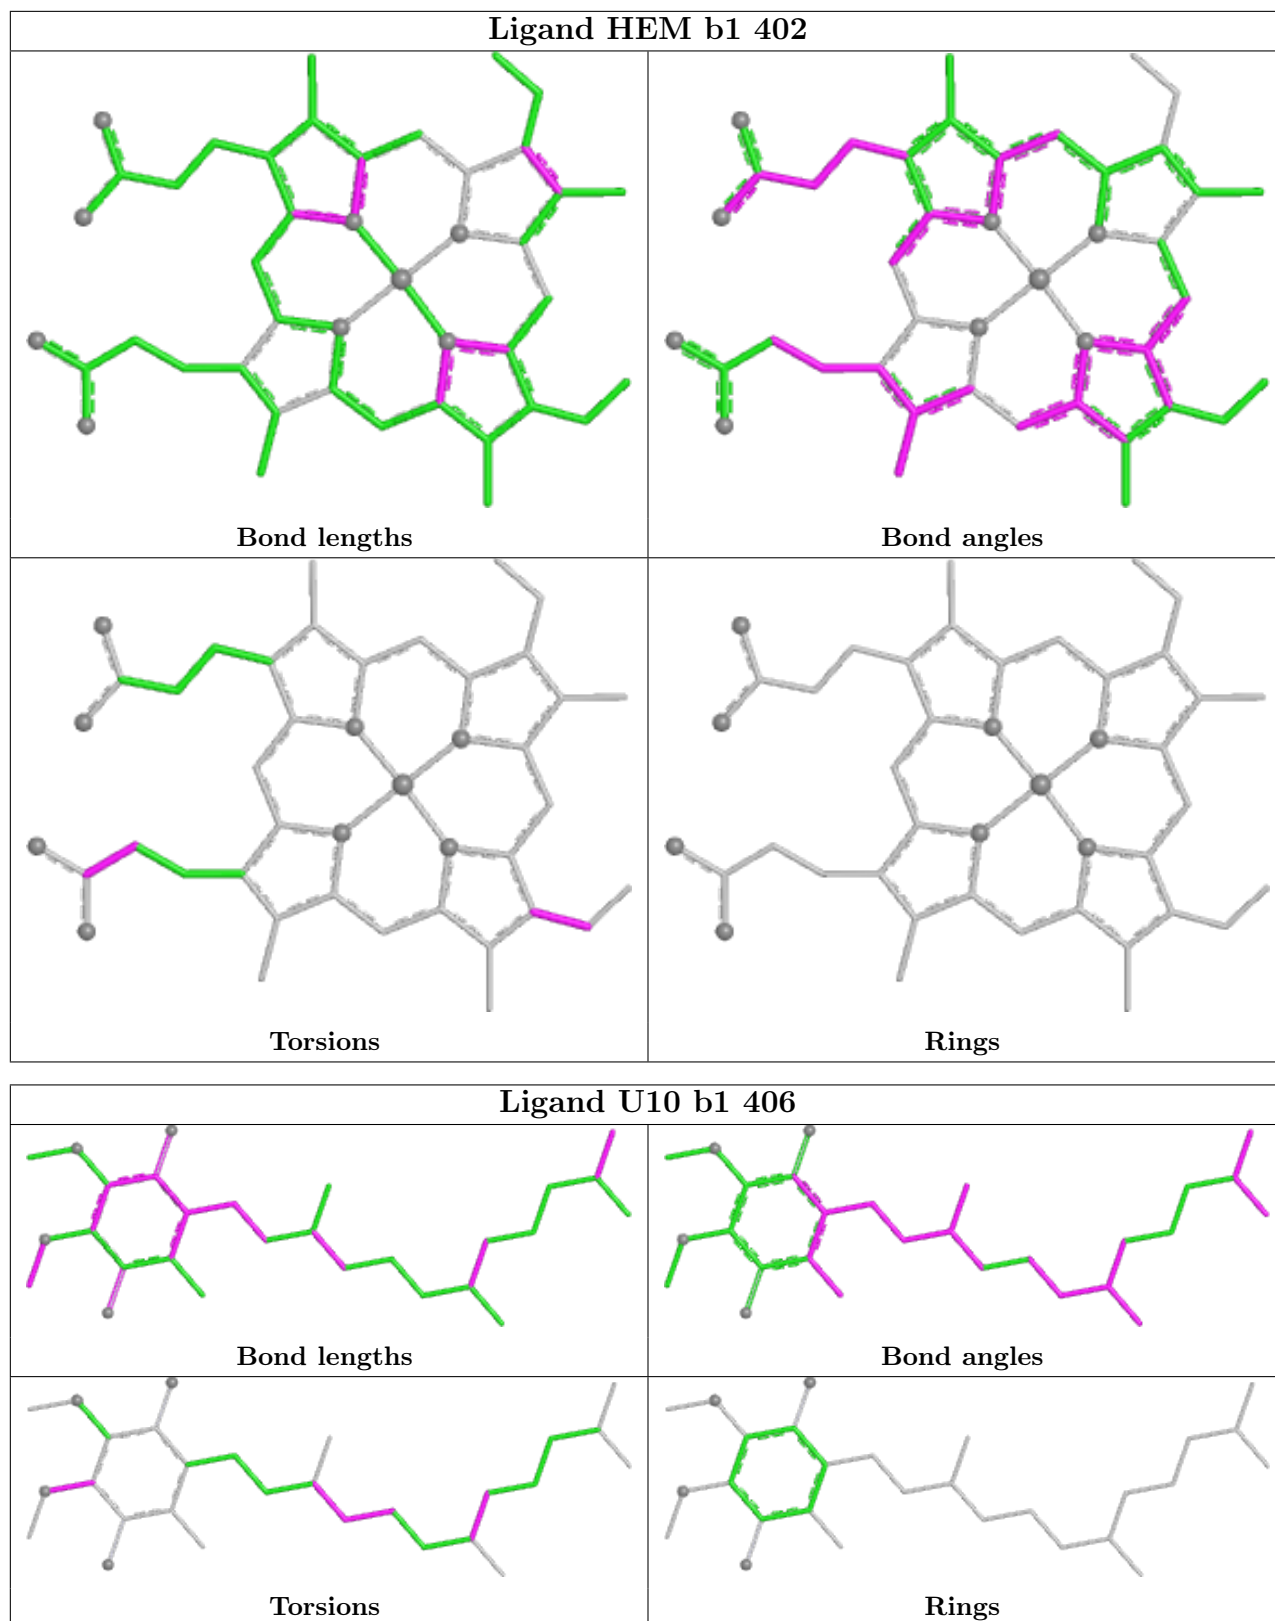 Ligand HEM b1 402
Bond lengths
Bond angles
Torsions
Rings
Ligand U10 b1 406
Bond lengths
Bond angles
Torsions
Rings